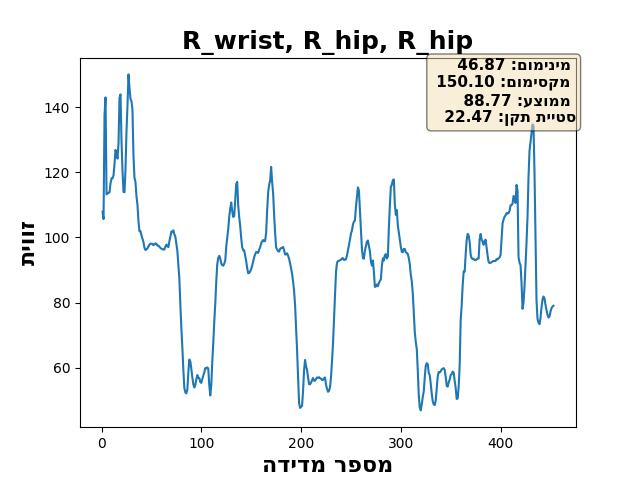 R_wrist, R_hip, R_hip
מינימום: 46.87
מקסימום: 150.10
ממוצע: 88.77
סטיית תקן: 22.47
זווית
140
120
100
80
60
0 100 200 300 400
מספר מדידה